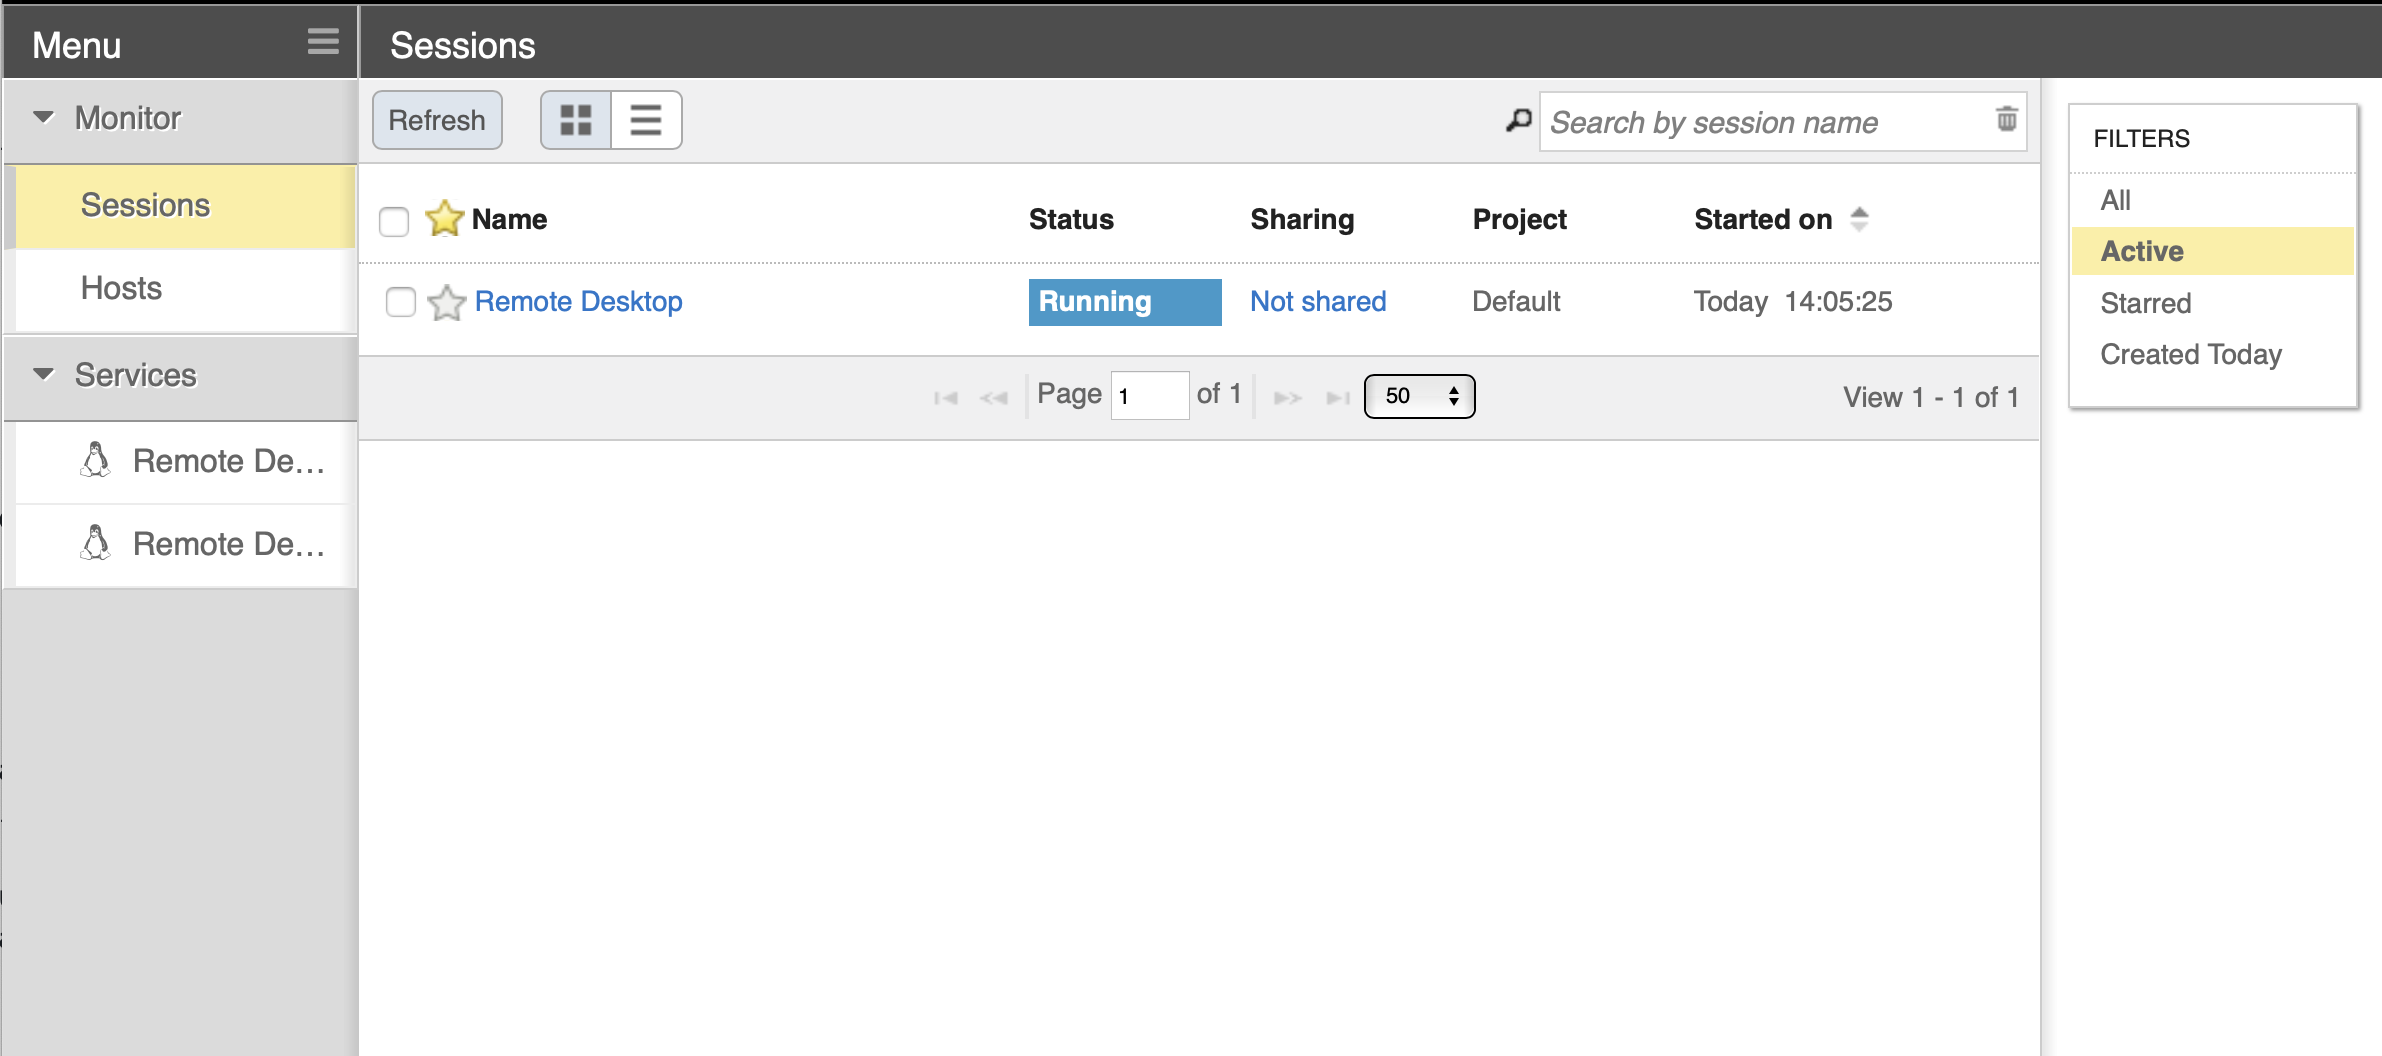 Menu
Sessions
Monitor
Refresh
Search by session name
FILTERS
Sessions
Name
Status
Sharing
Project
Started on
All
Active
Hosts
Remote Desktop
Running
Not shared
Default
Today 14:05:25
Starred
Created Today
Services
Page 1 of 1
50
View 1 - 1 of 1
Remote De...
Remote De...